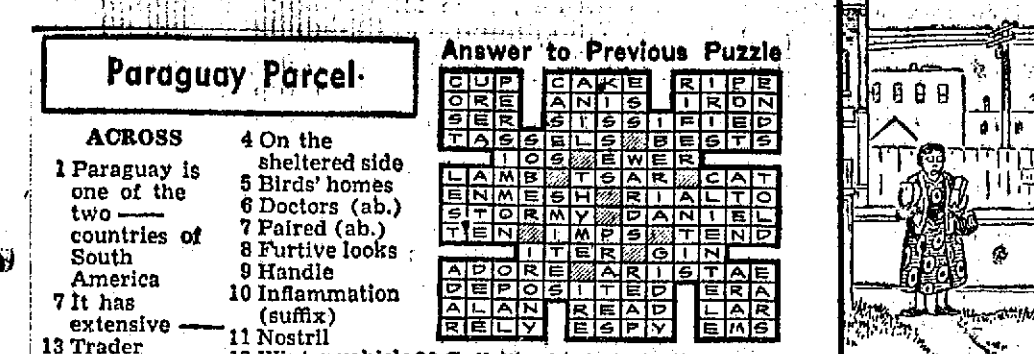 Paraguay Parcel
ACROSS
1 Paraguay is
one of the
two ——
countries of
South
America
7 It has
extensive ——
13 Trader
4 On the
sheltered side
5 Birds' homes
6 Doctors (ab.)
7 Paired (ab.)
8 Furtive looks
9 Handle
10 Inflammation
(suffix)
11 Nostril
Answer to Previous Puzzle
CUP CAKE RIPE
ORE ANIS IRON
SER SISSIFIED
TASSELS BESTS
IOS EWER
LAMB TSAR CAT
ENMESH RIALTO
STORMY DANIEL
TEN IMPS TEND
ITER GIN
ADORE ARISTAE
DEPOSITED ERA
ALAN READ LAR
RELY ESPY EMS